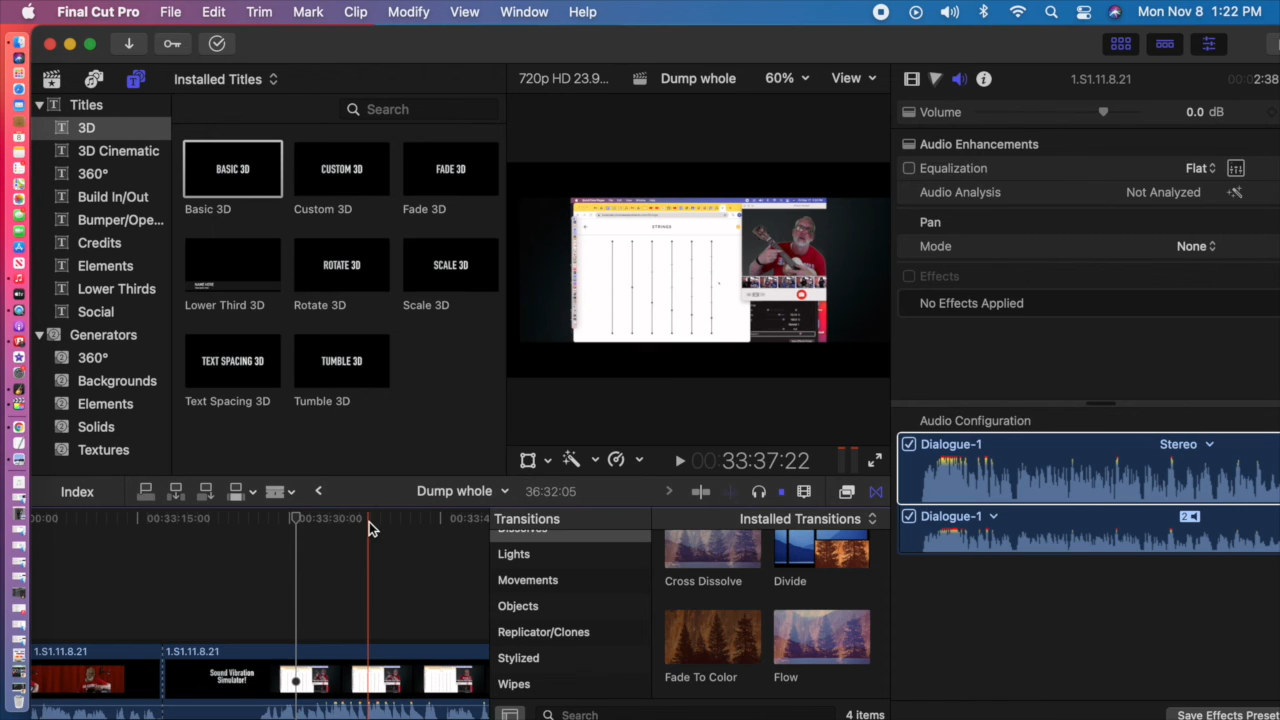 Final Cut Pro File Edit Trim Mark Clip Modify View Window Help Mon Nov 8 1:22 PM
Installed Titles 720p HD 23.9... Dump whole 60% View 1.S1.11.8.21 2:38
Titles Search
3D
3D Cinematic
360°
Build In/Out
Bumper/Ope...
Credits
Elements
Lower Thirds
Social
Generators
360°
Backgrounds
Elements
Solids
Textures
BASIC 3D CUSTOM 3D FADE 3D
Basic 3D Custom 3D Fade 3D
ROTATE 3D SCALE 3D
Lower Third 3D Rotate 3D Scale 3D
TEXT SPACING 3D TUMBLE 3D
Text Spacing 3D Tumble 3D
STRINGS
33:37:22
Volume 0.0 dB
Audio Enhancements
Equalization Flat
Audio Analysis Not Analyzed
Pan
Mode None
Effects
No Effects Applied
Audio Configuration
Dialogue-1 Stereo
Dialogue-1 2
Index Dump whole 36:32:05
00:00 00:33:15:00 00:33:30:00 00:33:4
1.S1.11.8.21 1.S1.11.8.21
Sound Vibration
Simulator!
Transitions Installed Transitions
Lights
Movements
Objects
Replicator/Clones
Stylized
Wipes
Cross Dissolve Divide
Fade To Color Flow
Search 4 items
Save Effects Prese